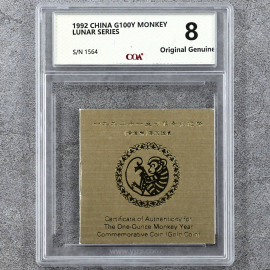 1992 CHINA G100Y MONKEY
LUNAR SERIES
S/N 1564
COA
8
Original Genuine
Certificate of Authenticity for
The One-Ounce Monkey Year
Commemorative Coin (Gold Coin)